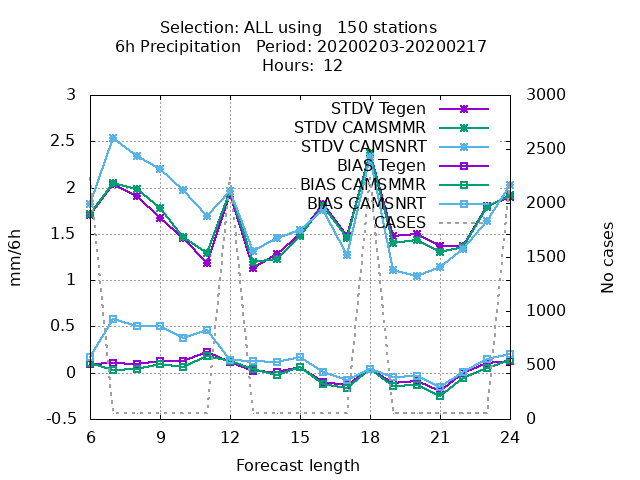 Selection: ALL using   150 stations
6h Precipitation   Period: 20200203-20200217
Hours:  12
3
2.5
2
1.5
1
0.5
0
-0.5
3000
2500
2000
1500
1000
500
0
STDV Tegen
STDV CAMSMMR
STDV CAMSNRT
BIAS Tegen
BIAS CAMSMMR
BIAS CAMSNRT
CASES
mm/6h
No cases
6 9 12 15 18 21 24
Forecast length